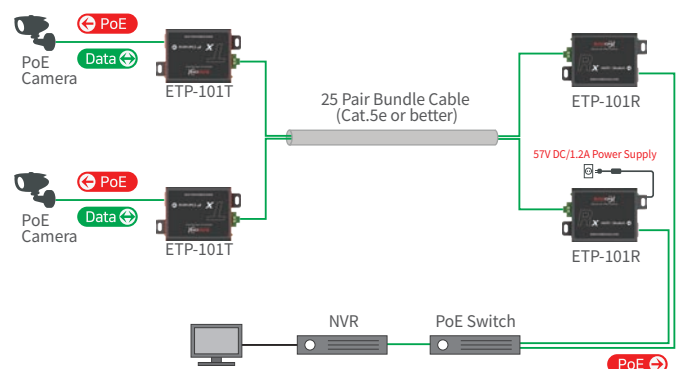 PoE
Data
PoE
Camera
ETP-101T
25 Pair Bundle Cable
(Cat.5e or better)
ETP-101R
57V DC/1.2A Power Supply
PoE
Data
PoE
Camera
ETP-101T
ETP-101R
NVR
PoE Switch
PoE